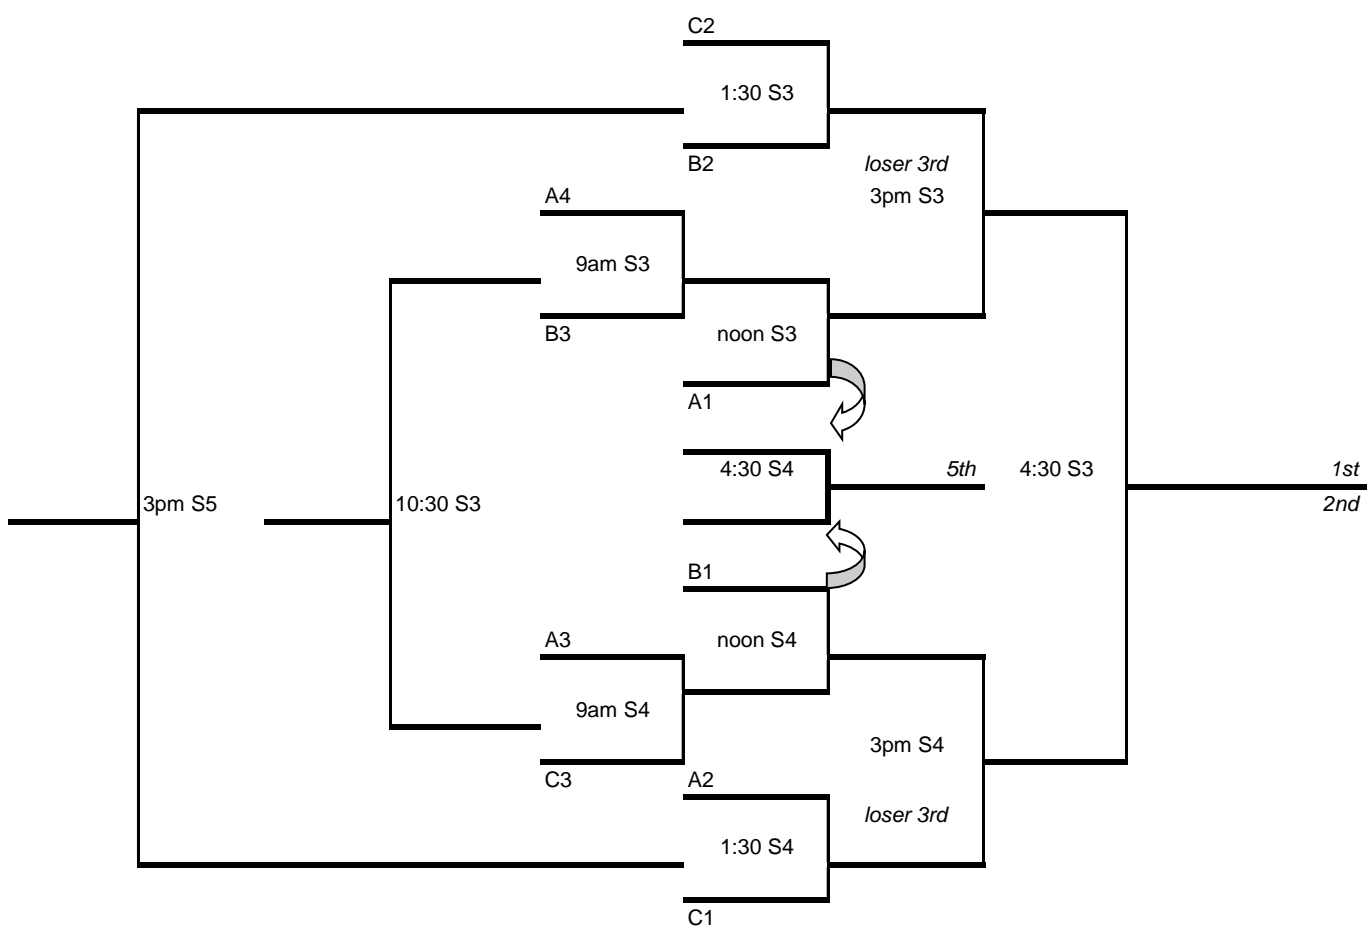 C2
1:30 S3
B2
loser 3rd
A4
3pm S3
9am S3
B3
noon S3
A1
4:30 S4
5th
4:30 S3
1st
3pm S5
10:30 S3
2nd
B1
A3
noon S4
9am S4
3pm S4
C3
A2
loser 3rd
1:30 S4
C1